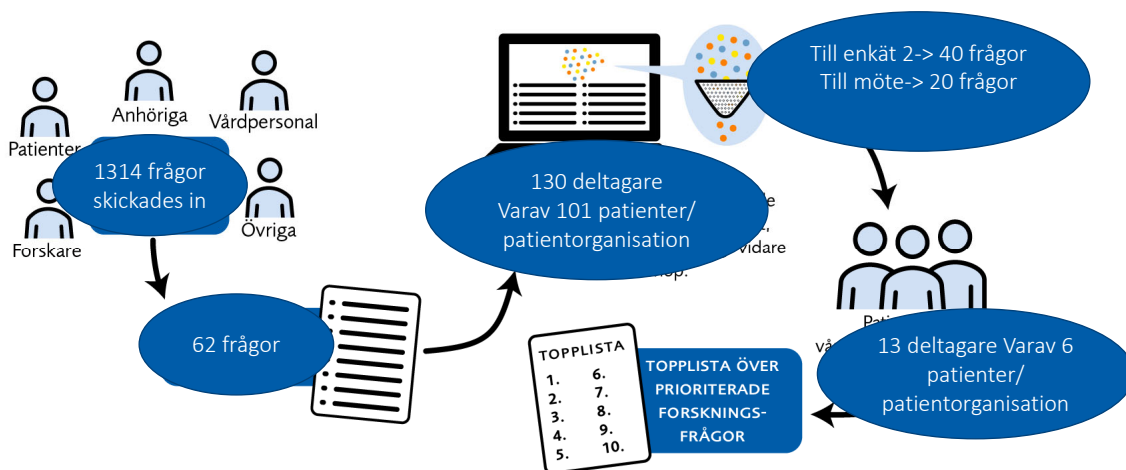 Patienter
Anhöriga
Vårdpersonal
Forskare
Övriga
1314 frågor
skickades in
62 frågor
130 deltagare
Varav 101 patienter/
patientorganisation
vidare
Till enkät 2-> 40 frågor
Till möte-> 20 frågor
13 deltagare Varav 6
patienter/
patientorganisation
TOPPLISTA
1.
2.
3.
4.
5.
6.
7.
8.
9.
10.
TOPPLISTA ÖVER
PRIORITERADE
FORSKNINGS-
FRÅGOR